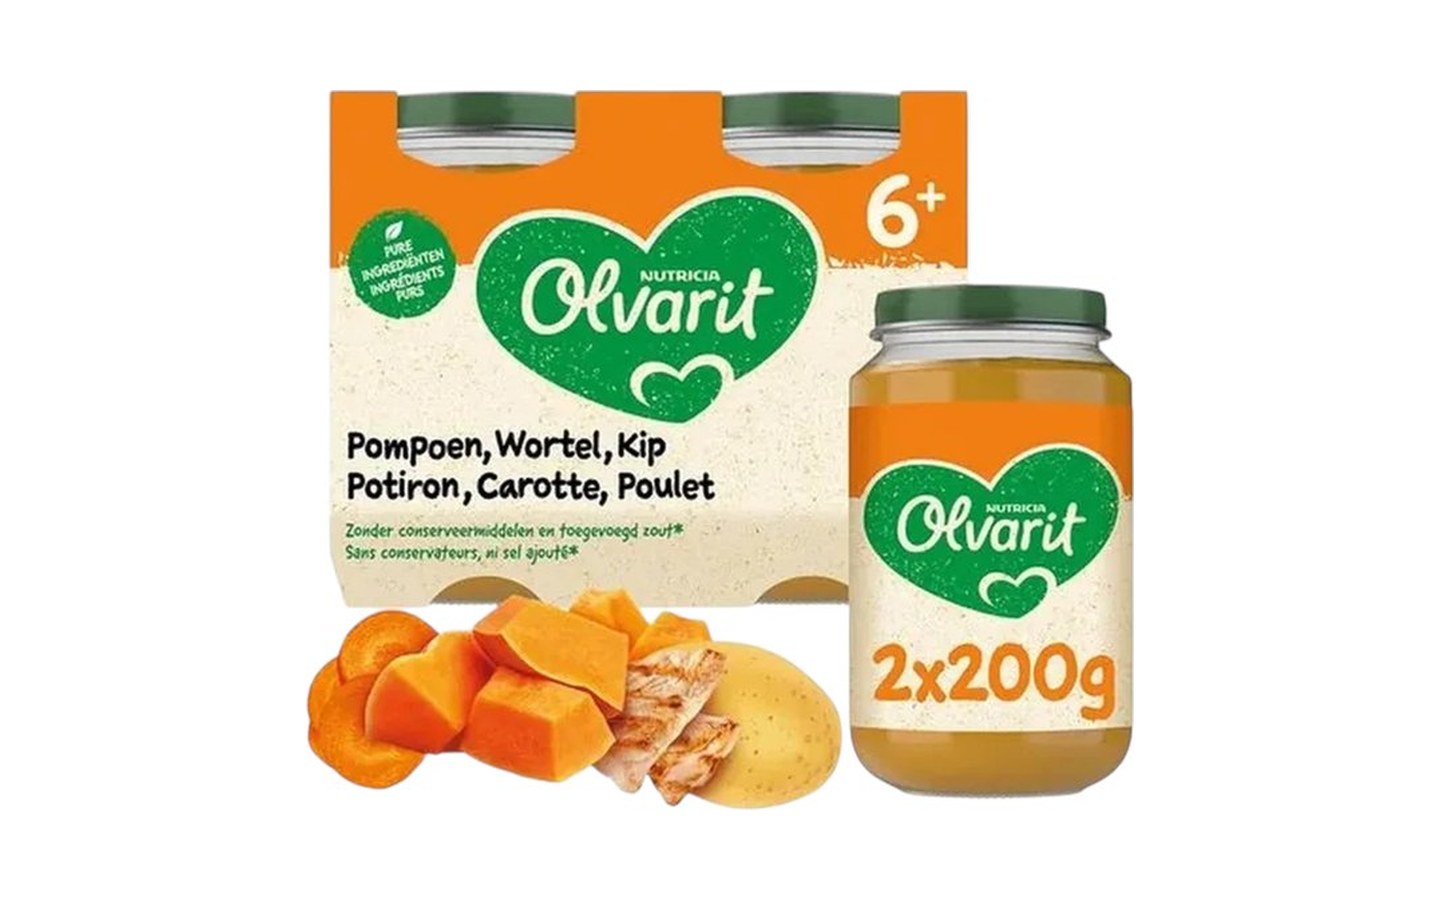 6+
PURE
INGREDIËNTEN
INGRÉDIENTS
PURS
NUTRICIA
Olvarit
Pompoen, Wortel, Kip
Potiron, Carotte, Poulet
Zonder conserveermiddelen en toegevoegd zout*
Sans conservateurs, ni sel ajouté*
NUTRICIA
Olvarit
2x200g